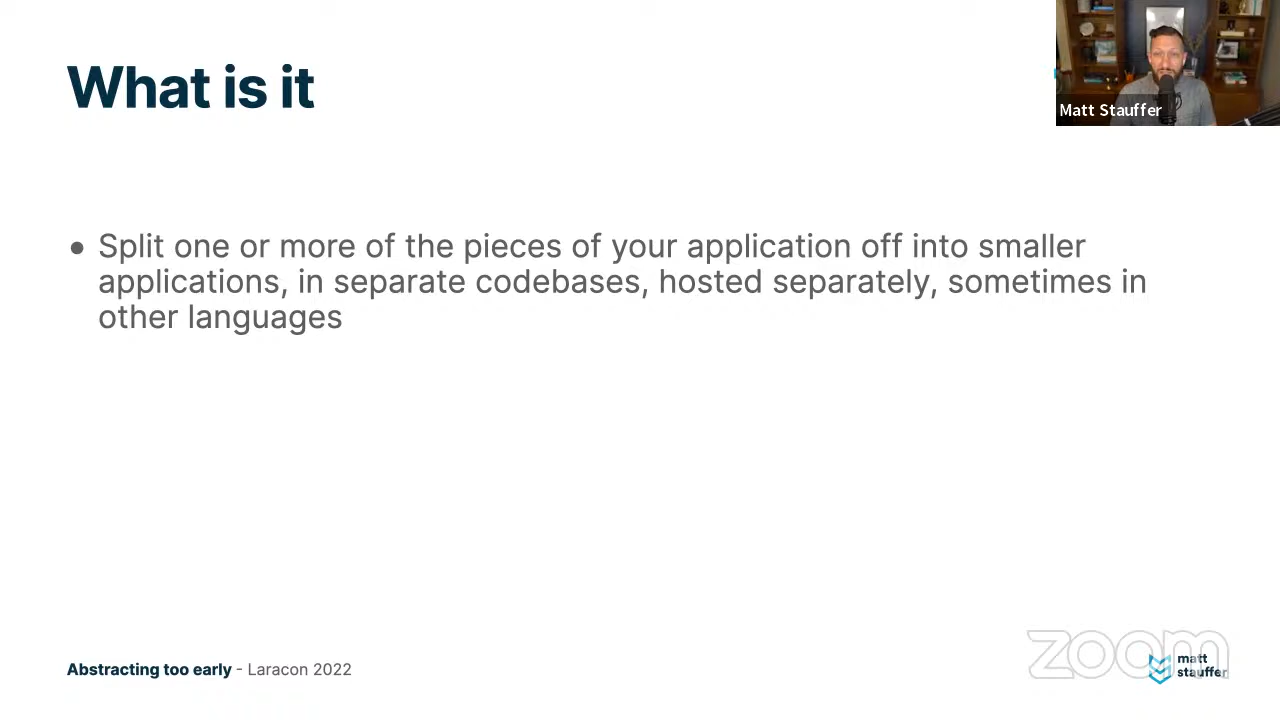 What is it
Matt Stauffer
● Split one or more of the pieces of your application off into smaller
applications, in separate codebases, hosted separately, sometimes in
other languages
Abstracting too early - Laracon 2022
zoom
matt
stauffer